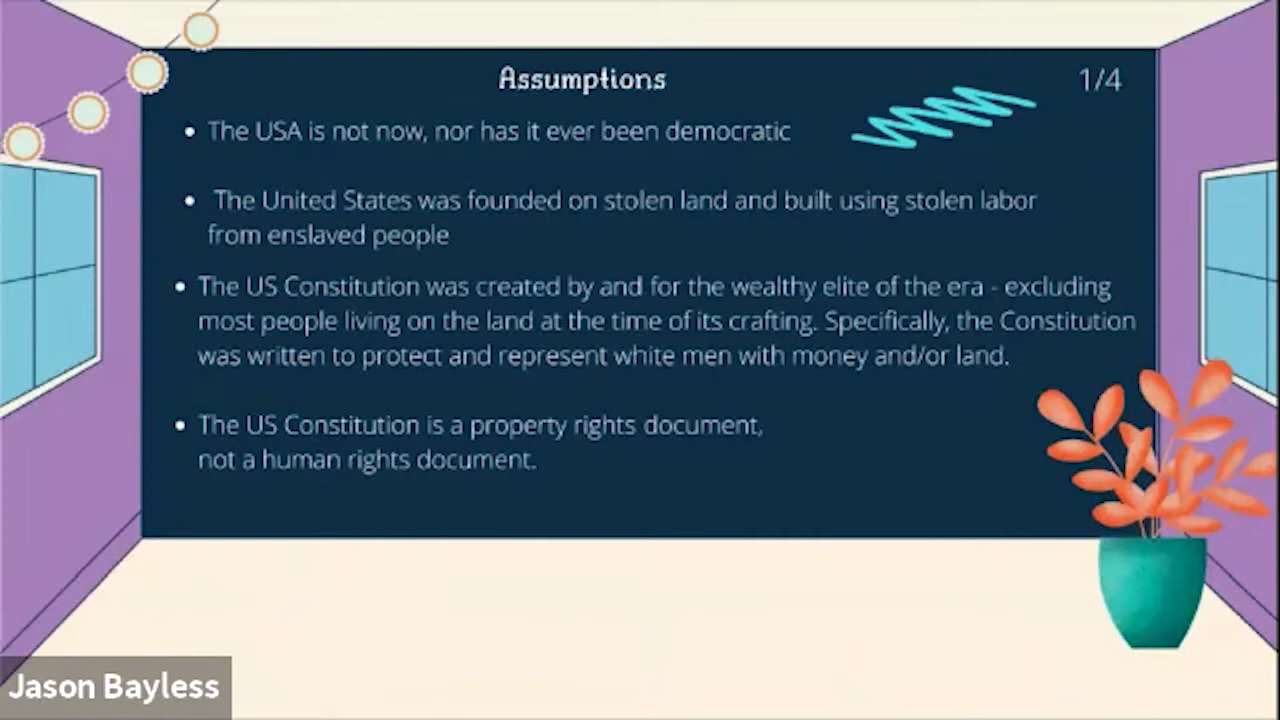 Assumptions
1/4
• The USA is not now, nor has it ever been democratic
• The United States was founded on stolen land and built using stolen labor
from enslaved people
• The US Constitution was created by and for the wealthy elite of the era - excluding
most people living on the land at the time of its crafting. Specifically, the Constitution
was written to protect and represent white men with money and/or land.
• The US Constitution is a property rights document,
not a human rights document.
Jason Bayless